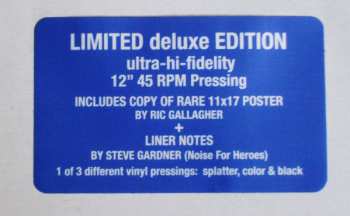 LIMITED deluxe EDITION
ultra-hi-fidelity
12" 45 RPM Pressing
INCLUDES COPY OF RARE 11x17 POSTER
BY RIC GALLAGHER
+
LINER NOTES
BY STEVE GARDNER (Noise For Heroes)
1 of 3 different vinyl pressings: splatter, color & black